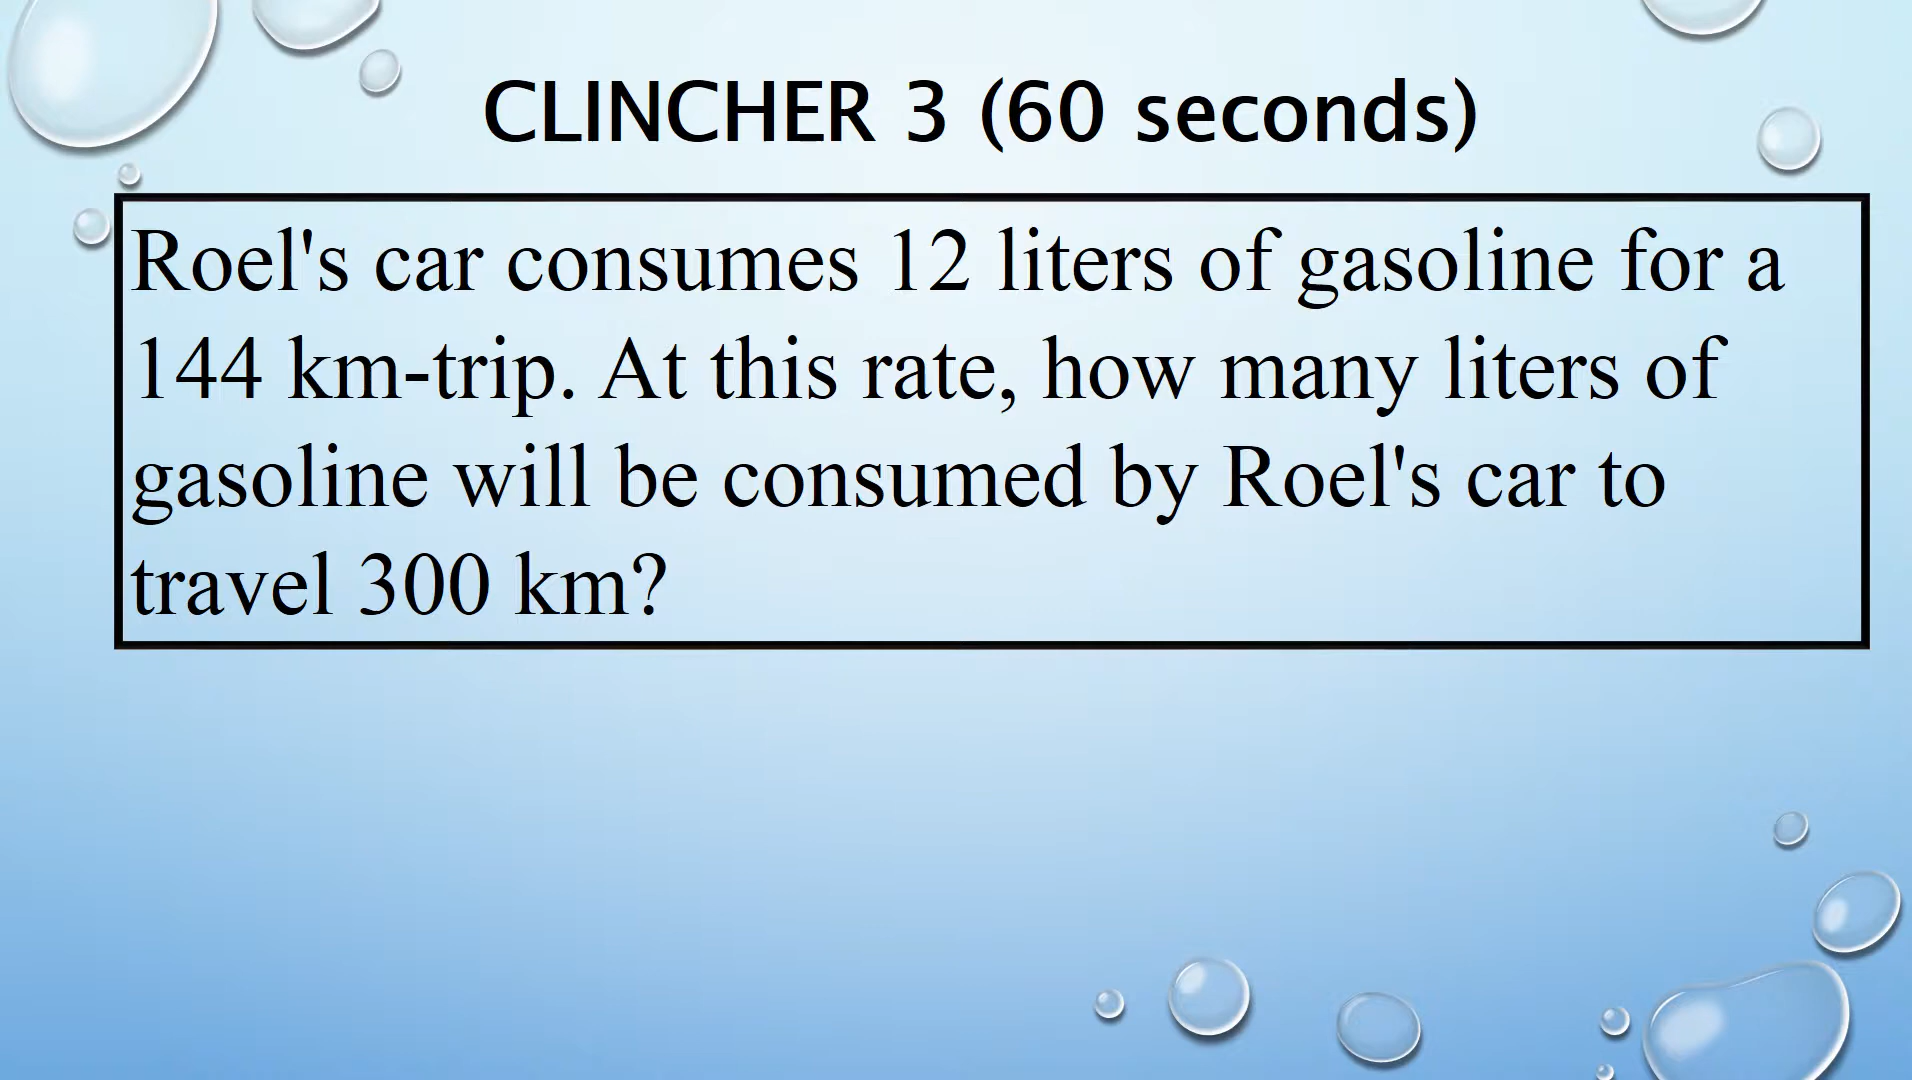 CLINCHER 3 (60 seconds)
Roel's car consumes 12 liters of gasoline for a
144 km-trip. At this rate, how many liters of
gasoline will be consumed by Roel's car to
travel 300 km?